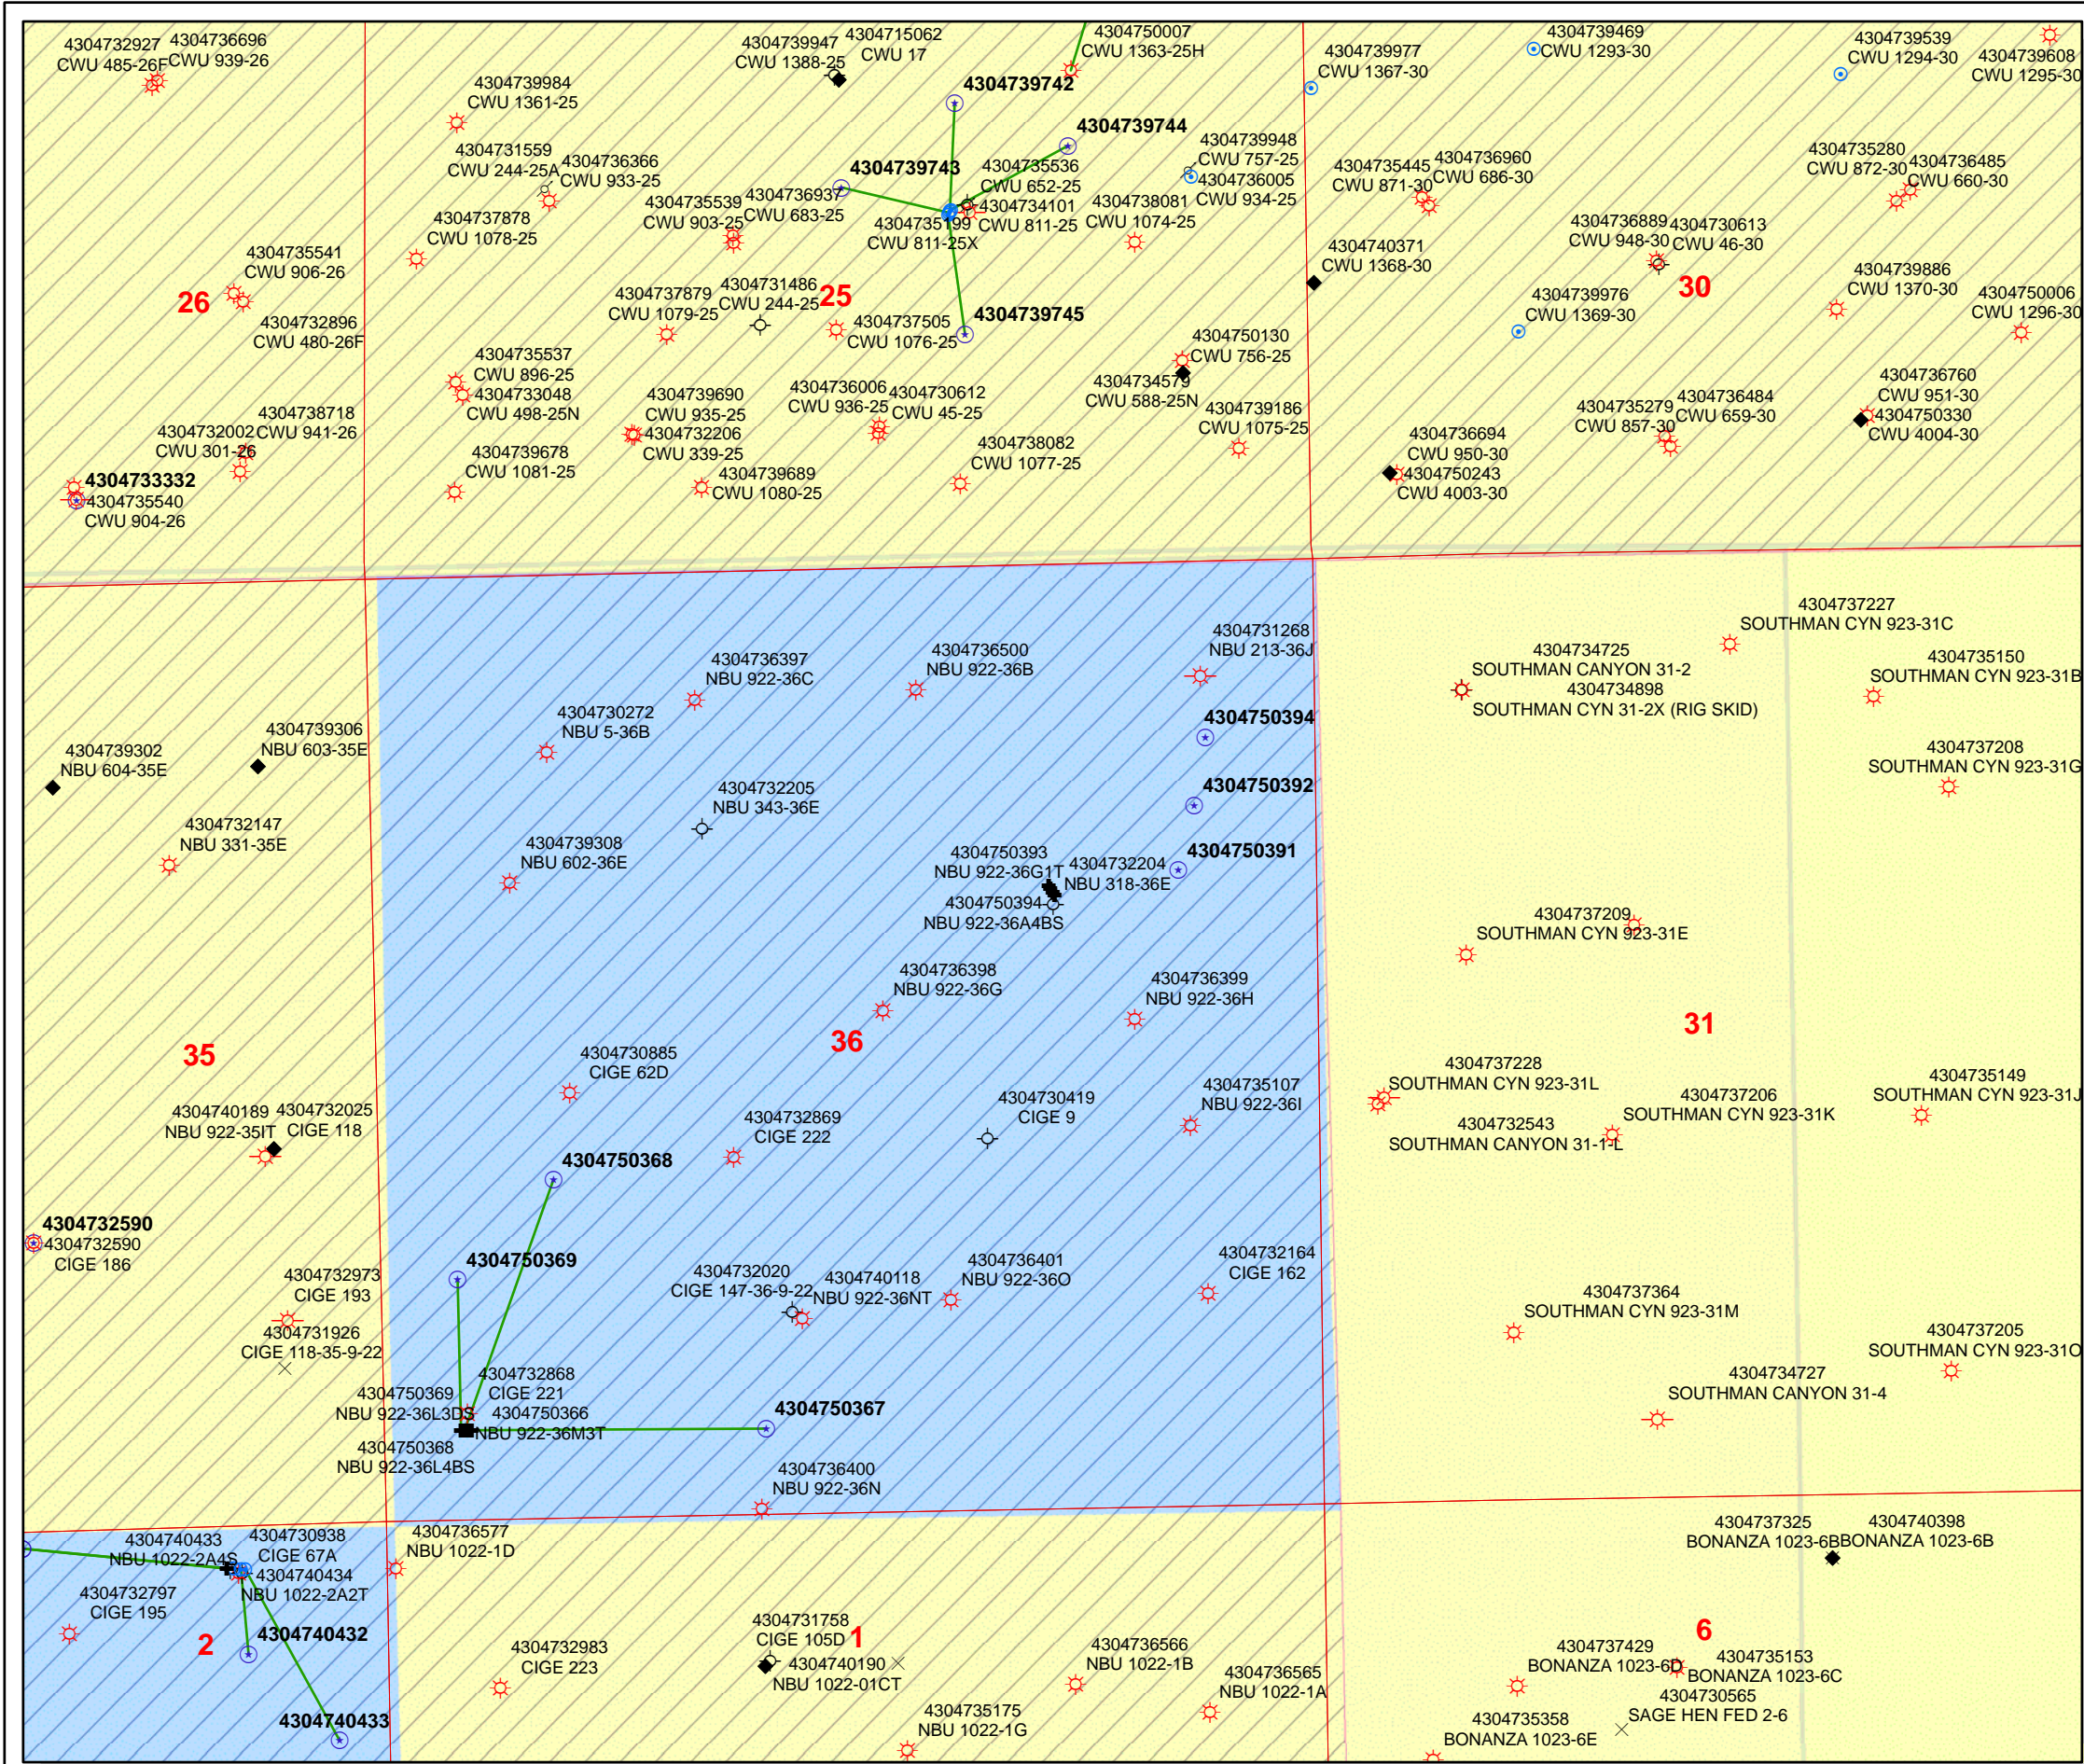 4304732927
CWU 485-26F
4304736696
CWU 939-26
4304739984
CWU 1361-25
4304739947
CWU 1388-25
4304715062
CWU 17
4304750007
CWU 1363-25H
4304739742
4304739744
4304739743
4304739977
CWU 1367-30
4304739469
CWU 1293-30
4304739539
CWU 1294-30
4304739608
CWU 1295-30
4304731559
CWU 244-25A
4304736366
CWU 933-25
4304735539
CWU 903-25
4304736937
CWU 683-25
4304735536
CWU 652-25
4304734101
CWU 811-25
4304735199
CWU 811-25X
4304738081
CWU 1074-25
4304739948
CWU 757-25
4304736005
CWU 934-25
4304735445
CWU 871-30
4304736960
CWU 686-30
4304735280
CWU 872-30
4304736485
CWU 660-30
4304737878
CWU 1078-25
4304735541
CWU 906-26
26
4304732896
CWU 480-26F
4304737879
CWU 1079-25
4304731486
CWU 244-25
25
4304737505
CWU 1076-25
4304739745
4304740371
CWU 1368-30
4304736889
CWU 948-30
4304730613
CWU 46-30
30
4304739976
CWU 1369-30
4304739886
CWU 1370-30
4304750006
CWU 1296-30
4304735537
CWU 896-25
4304733048
CWU 498-25N
4304739690
CWU 935-25
4304732206
CWU 339-25
4304736006
CWU 936-25
4304730612
CWU 45-25
4304750130
CWU 756-25
4304734579
CWU 588-25N
4304739186
CWU 1075-25
4304735279
CWU 857-30
4304736484
CWU 659-30
4304736760
CWU 951-30
4304750330
CWU 4004-30
4304738718
CWU 941-26
4304732002
CWU 301-26
4304733332
4304735540
CWU 904-26
4304739678
CWU 1081-25
4304739689
CWU 1080-25
4304738082
CWU 1077-25
4304736694
CWU 950-30
4304750243
CWU 4003-30
4304737227
SOUTHMAN CYN 923-31C
4304736397
NBU 922-36C
4304736500
NBU 922-36B
4304731268
NBU 213-36J
4304734725
SOUTHMAN CANYON 31-2
4304734898
SOUTHMAN CYN 31-2X (RIG SKID)
4304735150
SOUTHMAN CYN 923-31B
4304730272
NBU 5-36B
4304750394
4304739306
NBU 603-35E
4304739302
NBU 604-35E
4304737208
SOUTHMAN CYN 923-31G
4304732205
NBU 343-36E
4304750392
4304732147
NBU 331-35E
4304739308
NBU 602-36E
4304750393
NBU 922-36G1T
4304732204
NBU 318-36E
4304750391
4304750394
NBU 922-36A4BS
4304737209
SOUTHMAN CYN 923-31E
4304736398
NBU 922-36G
4304736399
NBU 922-36H
35
36
31
4304730885
CIGE 62D
4304740189
NBU 922-35IT
4304732025
CIGE 118
4304732869
CIGE 222
4304730419
CIGE 9
4304735107
NBU 922-36I
4304737228
SOUTHMAN CYN 923-31L
4304732543
SOUTHMAN CANYON 31-1-L
4304737206
SOUTHMAN CYN 923-31K
4304735149
SOUTHMAN CYN 923-31J
4304750368
4304732590
4304732590
CIGE 186
4304732973
CIGE 193
4304750369
4304732020
CIGE 147-36-9-22
4304740118
NBU 922-36NT
4304736401
NBU 922-36O
4304732164
CIGE 162
4304737364
SOUTHMAN CYN 923-31M
4304731926
CIGE 118-35-9-22
4304737205
SOUTHMAN CYN 923-31O
4304732868
CIGE 221
4304750369
NBU 922-36L3DS
4304750366
NBU 922-36M3T
4304750367
4304734727
SOUTHMAN CANYON 31-4
4304750368
NBU 922-36L4BS
4304736400
NBU 922-36N
4304740433
NBU 1022-2A4S
4304730938
CIGE 67A
4304740434
NBU 1022-2A2T
4304736577
NBU 1022-1D
4304737325
BONANZA 1023-6B
4304740398
BONANZA 1023-6B
4304732797
CIGE 195
2
4304740432
4304731758
CIGE 105D
1
4304740190
NBU 1022-01CT
4304732983
CIGE 223
4304736566
NBU 1022-1B
4304736565
NBU 1022-1A
6
4304737429
BONANZA 1023-6D
4304735153
BONANZA 1023-6C
4304730565
SAGE HEN FED 2-6
4304740433
4304735175
NBU 1022-1G
4304735358
BONANZA 1023-6E